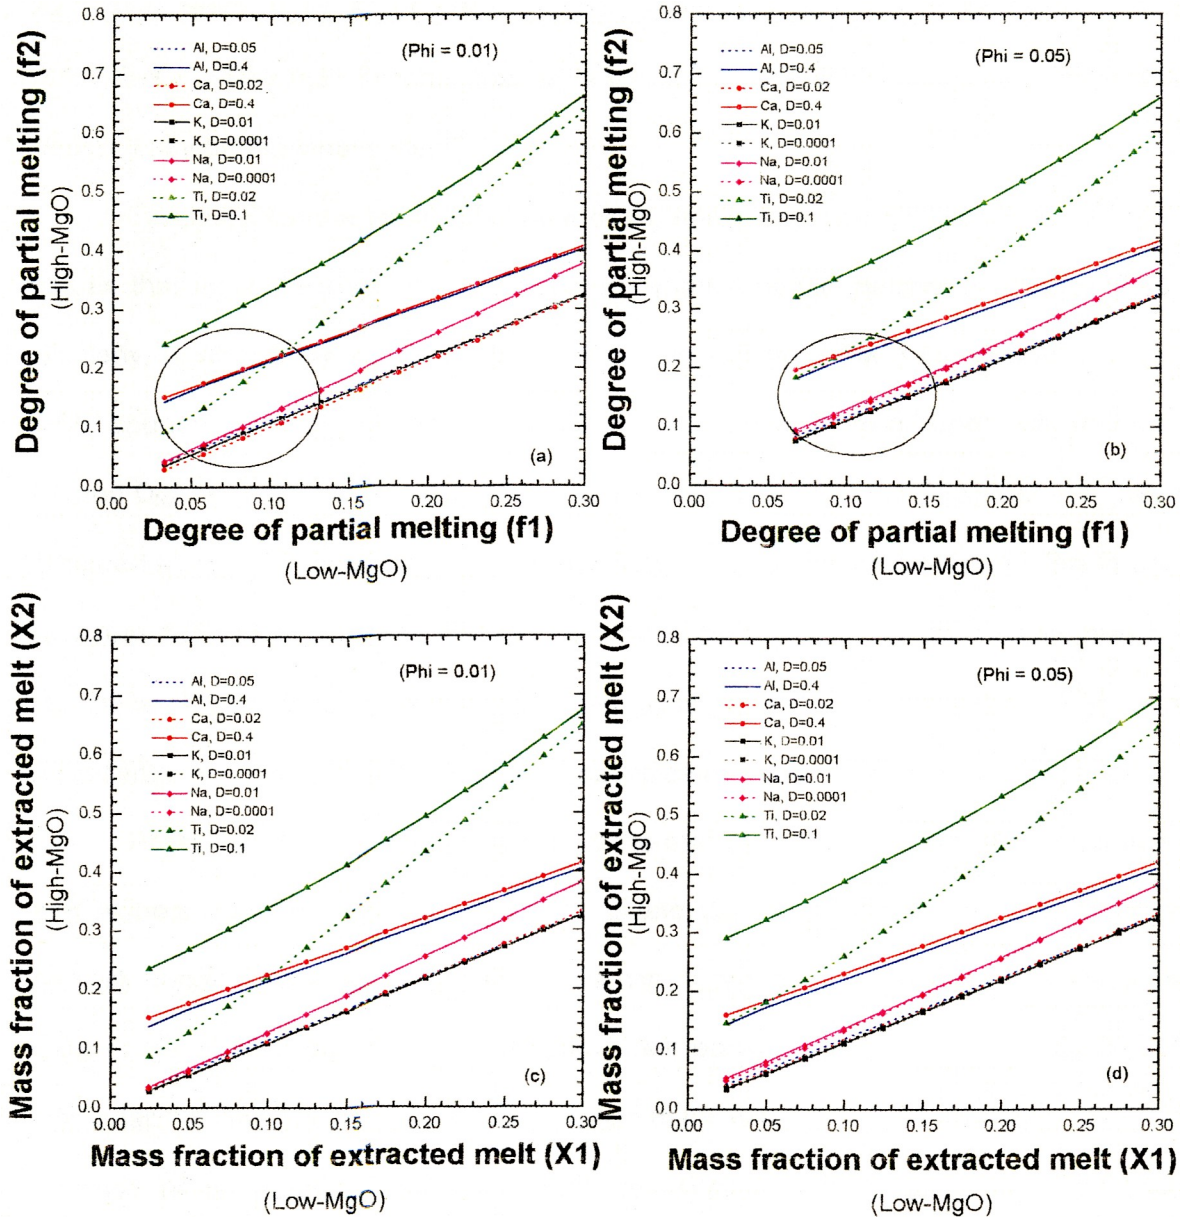 Degree of partial melting (f2)
(High-MgO)
0.8
0.7
0.6
0.5
0.4
0.3
0.2
0.1
0.0
(Phi = 0.01)
Al, D=0.05
Al, D=0.4
Ca, D=0.02
Ca, D=0.4
K, D=0.01
K, D=0.0001
Na, D=0.01
Na, D=0.0001
Ti, D=0.02
Ti, D=0.1
(a)
0.00 0.05 0.10 0.15 0.20 0.25 0.30
Degree of partial melting (f1)
(Low-MgO)
Degree of partial melting (f2)
(High-MgO)
0.8
0.7
0.6
0.5
0.4
0.3
0.2
0.1
0.0
(Phi = 0.05)
Al, D=0.05
Al, D=0.4
Ca, D=0.02
Ca, D=0.4
K, D=0.01
K, D=0.0001
Na, D=0.01
Na, D=0.0001
Ti, D=0.02
Ti, D=0.1
(b)
0.00 0.05 0.10 0.15 0.20 0.25 0.30
Degree of partial melting (f1)
(Low-MgO)
Mass fraction of extracted melt (X2)
(High-MgO)
0.8
0.7
0.6
0.5
0.4
0.3
0.2
0.1
0.0
(Phi = 0.01)
Al, D=0.05
Al, D=0.4
Ca, D=0.02
Ca, D=0.4
K, D=0.01
K, D=0.0001
Na, D=0.01
Na, D=0.0001
Ti, D=0.02
Ti, D=0.1
(c)
0.00 0.05 0.10 0.15 0.20 0.25 0.30
Mass fraction of extracted melt (X1)
(Low-MgO)
Mass fraction of extracted melt (X2)
(High-MgO)
0.8
0.7
0.6
0.5
0.4
0.3
0.2
0.1
0.0
(Phi = 0.05)
Al, D=0.05
Al, D=0.4
Ca, D=0.02
Ca, D=0.4
K, D=0.01
K, D=0.0001
Na, D=0.01
Na, D=0.0001
Ti, D=0.02
Ti, D=0.1
(d)
0.00 0.05 0.10 0.15 0.20 0.25 0.30
Mass fraction of extracted melt (X1)
(Low-MgO)